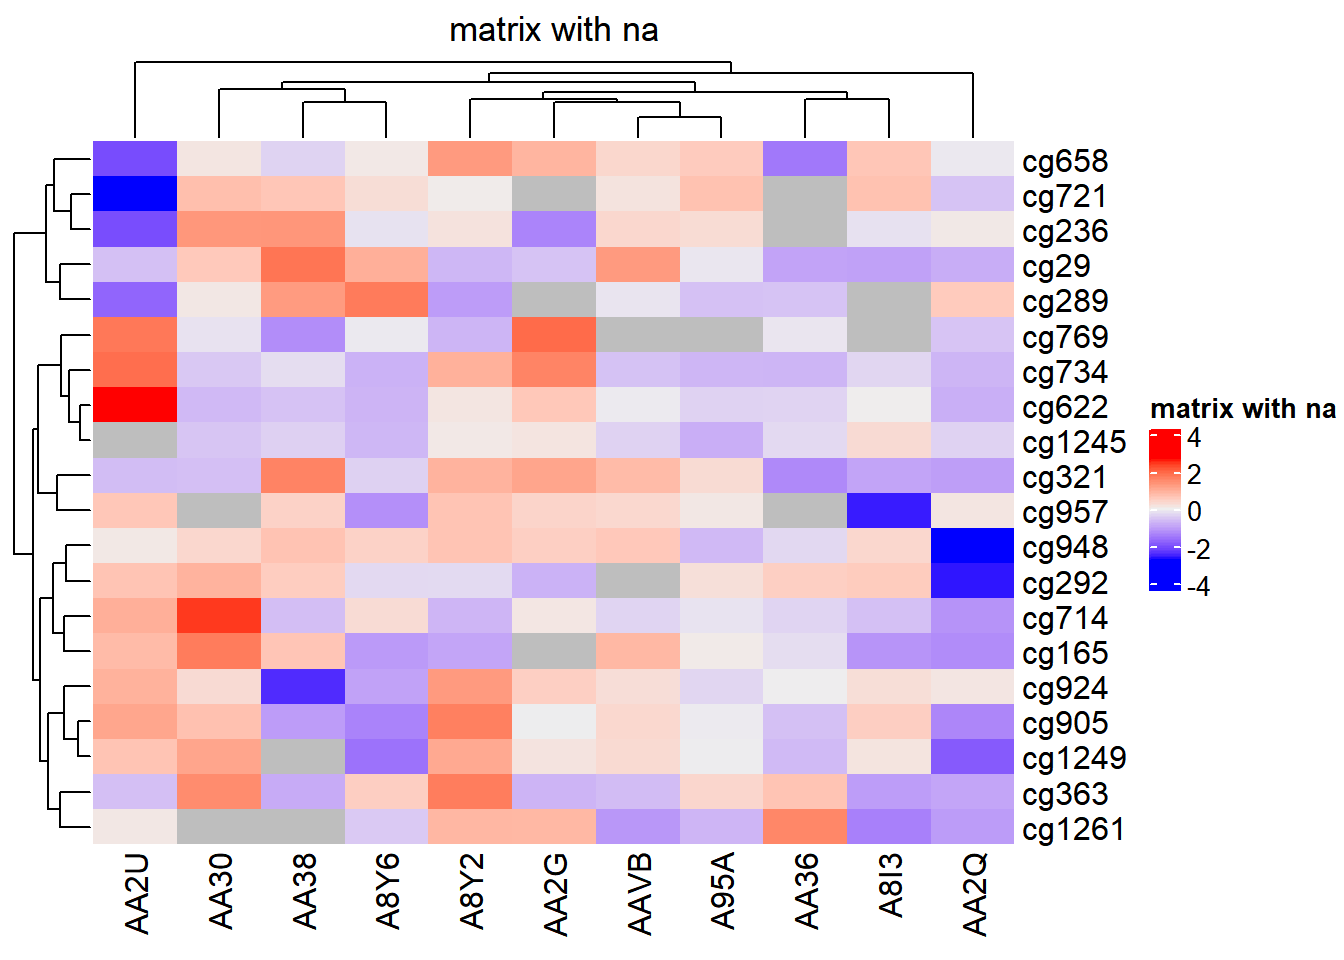 matrix with na
cg658
cg721
cg236
cg29
cg289
cg769
cg734
cg622
cg1245
cg321
cg957
cg948
cg292
cg714
cg165
cg924
cg905
cg1249
cg363
cg1261
AA2U
AA30
AA38
A8Y6
A8Y2
AA2G
AAVB
A95A
AA36
A8I3
AA2Q
matrix with na
4
2
0
-2
-4